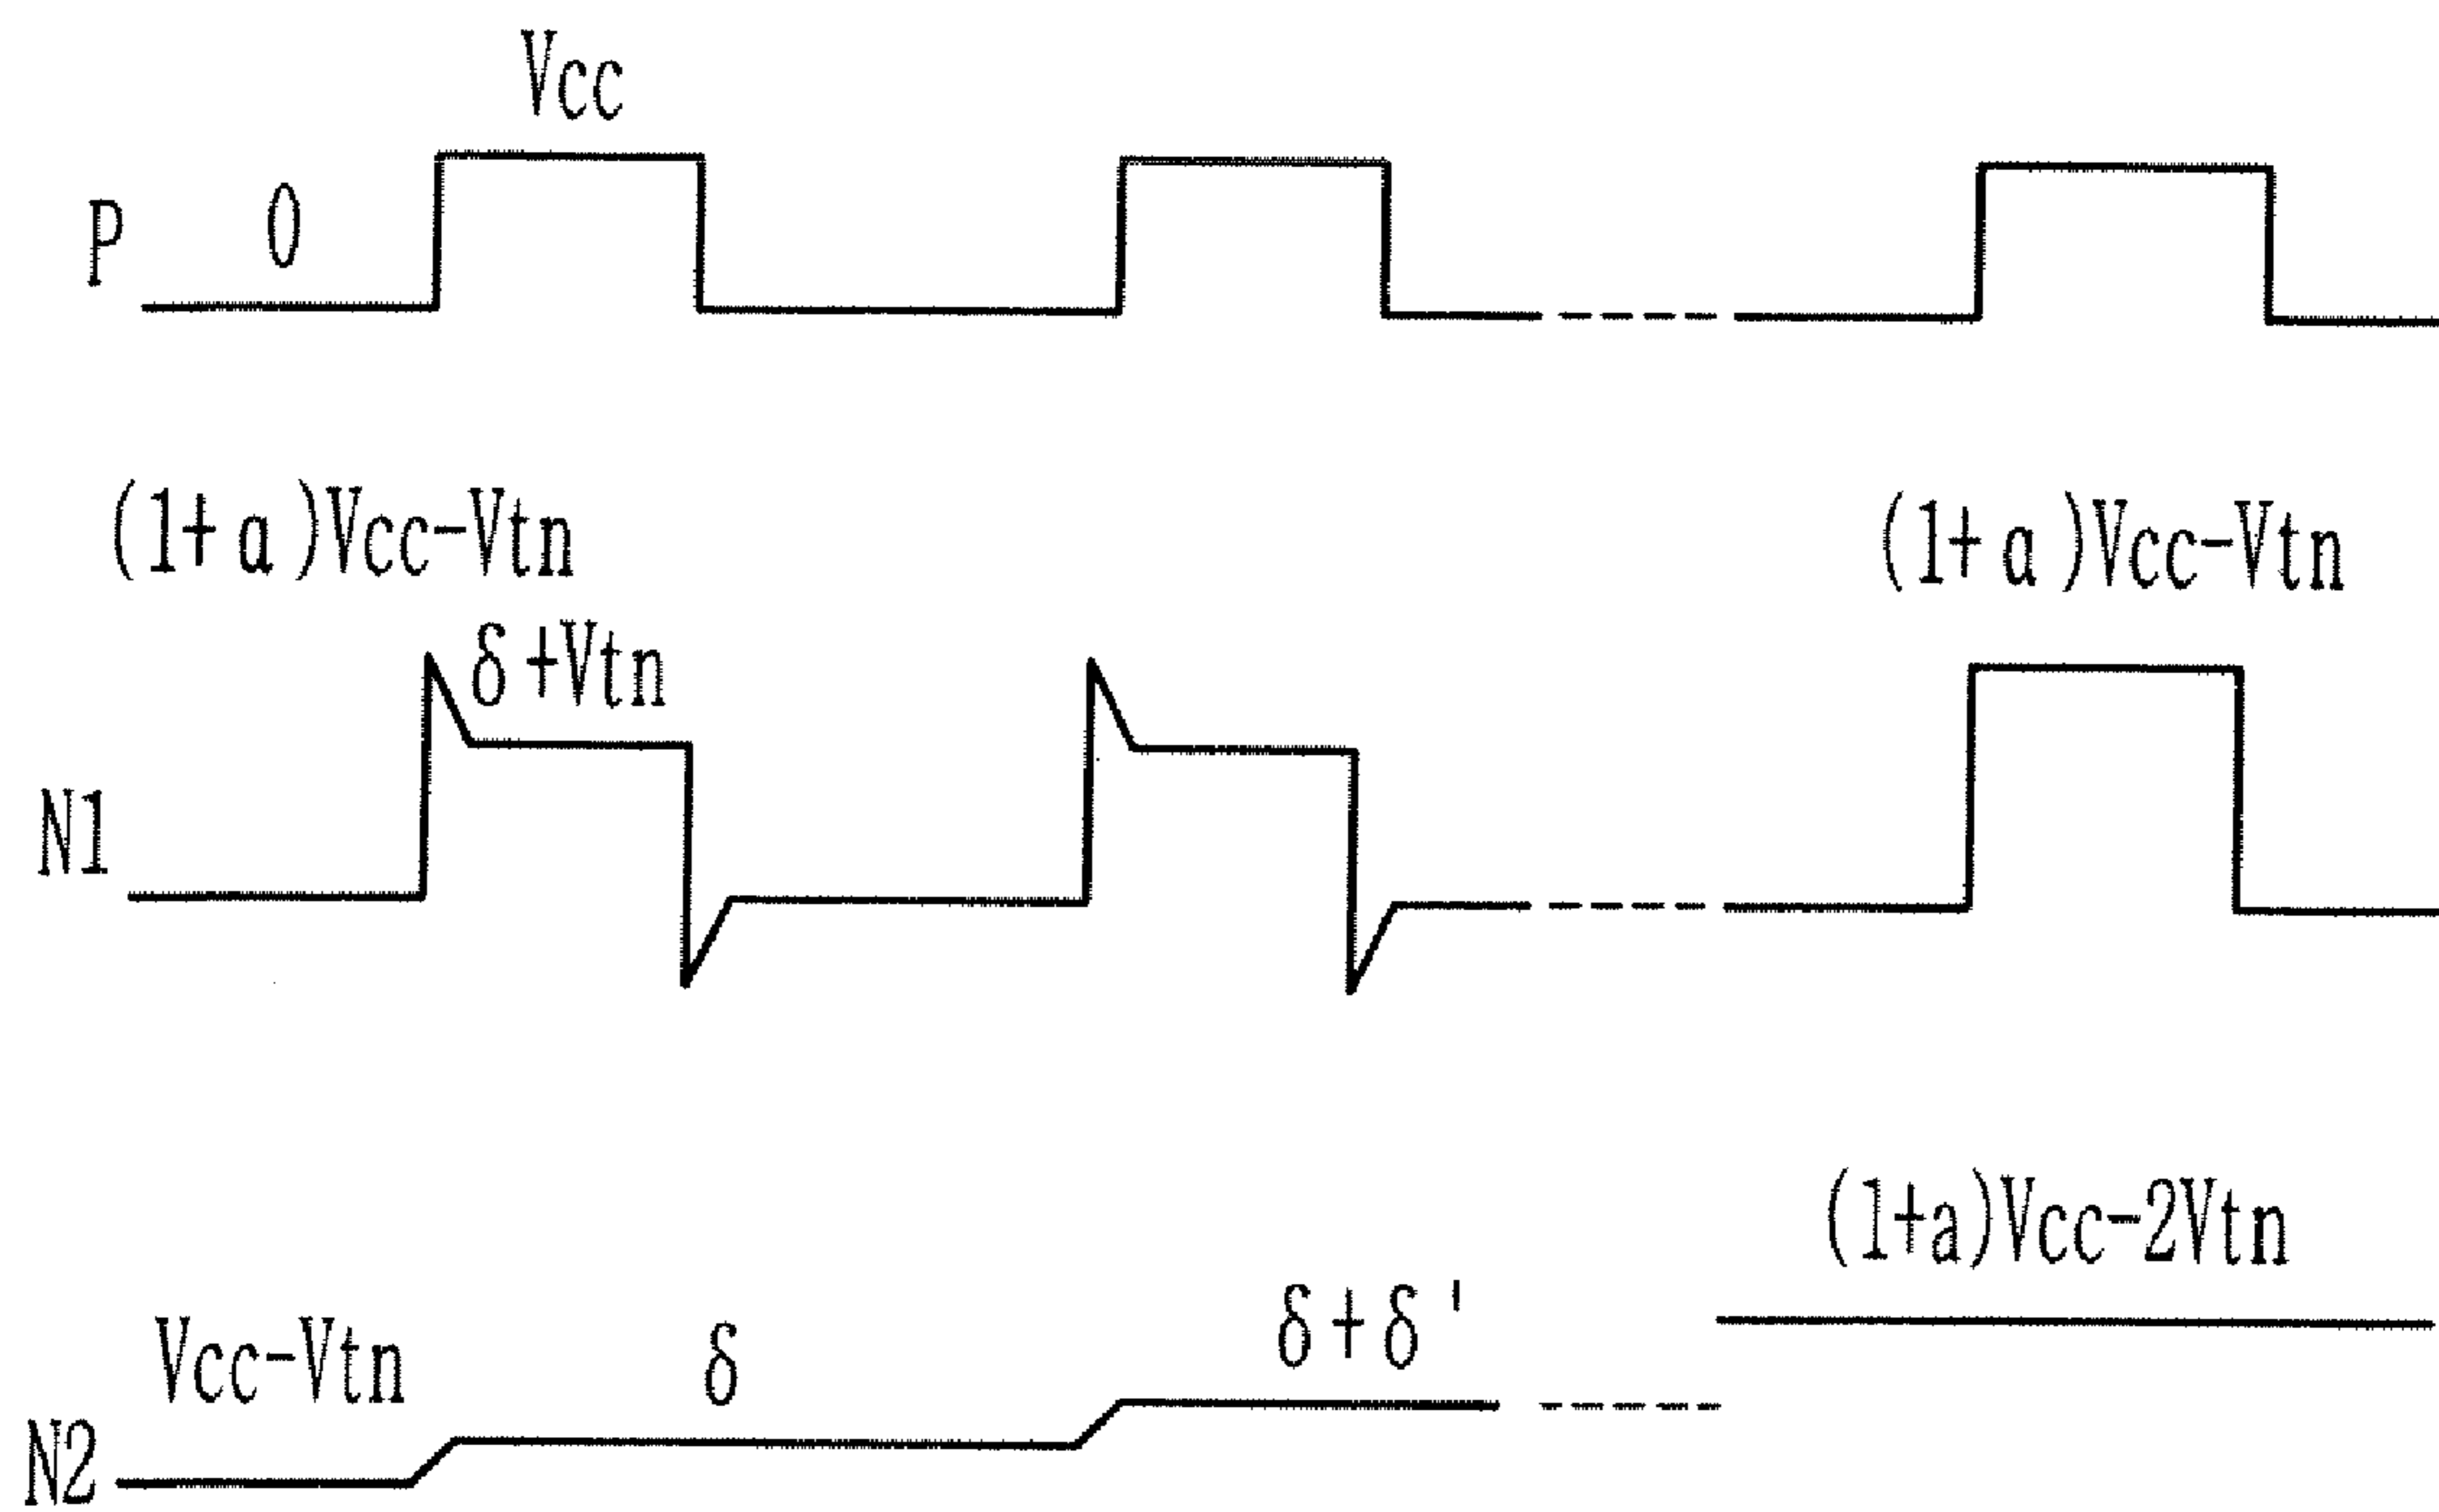 Vcc
P 0
(1+a)Vcc-Vtn (1+a)Vcc-Vtn
δ+Vtn
N1
(1+a)Vcc-2Vtn
Vcc-Vtn δ δ+δ'
N2